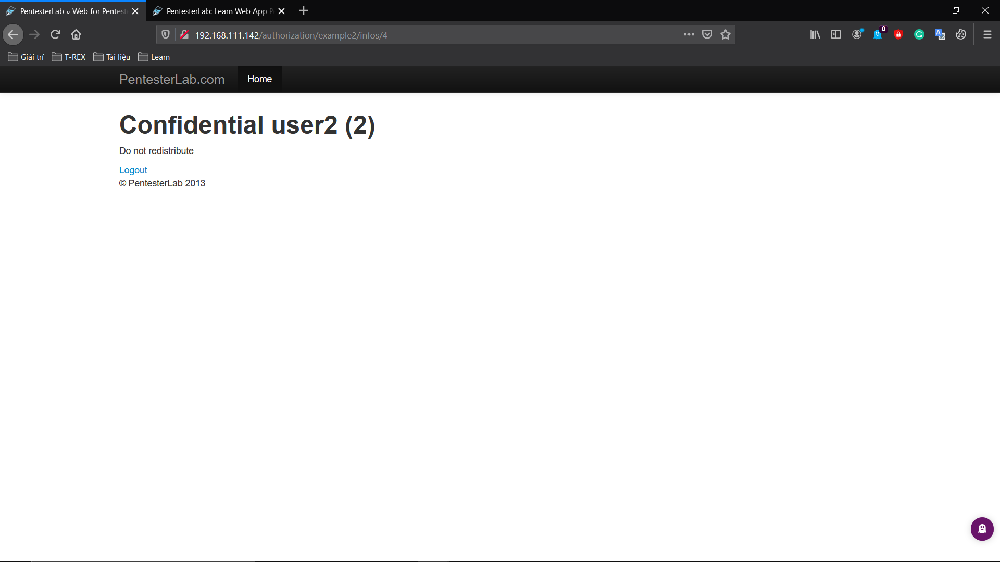 PentesterLab » Web for Pentest
PentesterLab: Learn Web App P
192.168.111.142/authorization/example2/infos/4
0
Giải trí
T-REX
Tài liệu
Learn
PentesterLab.com
Home
Confidential user2 (2)
Do not redistribute
Logout
© PentesterLab 2013